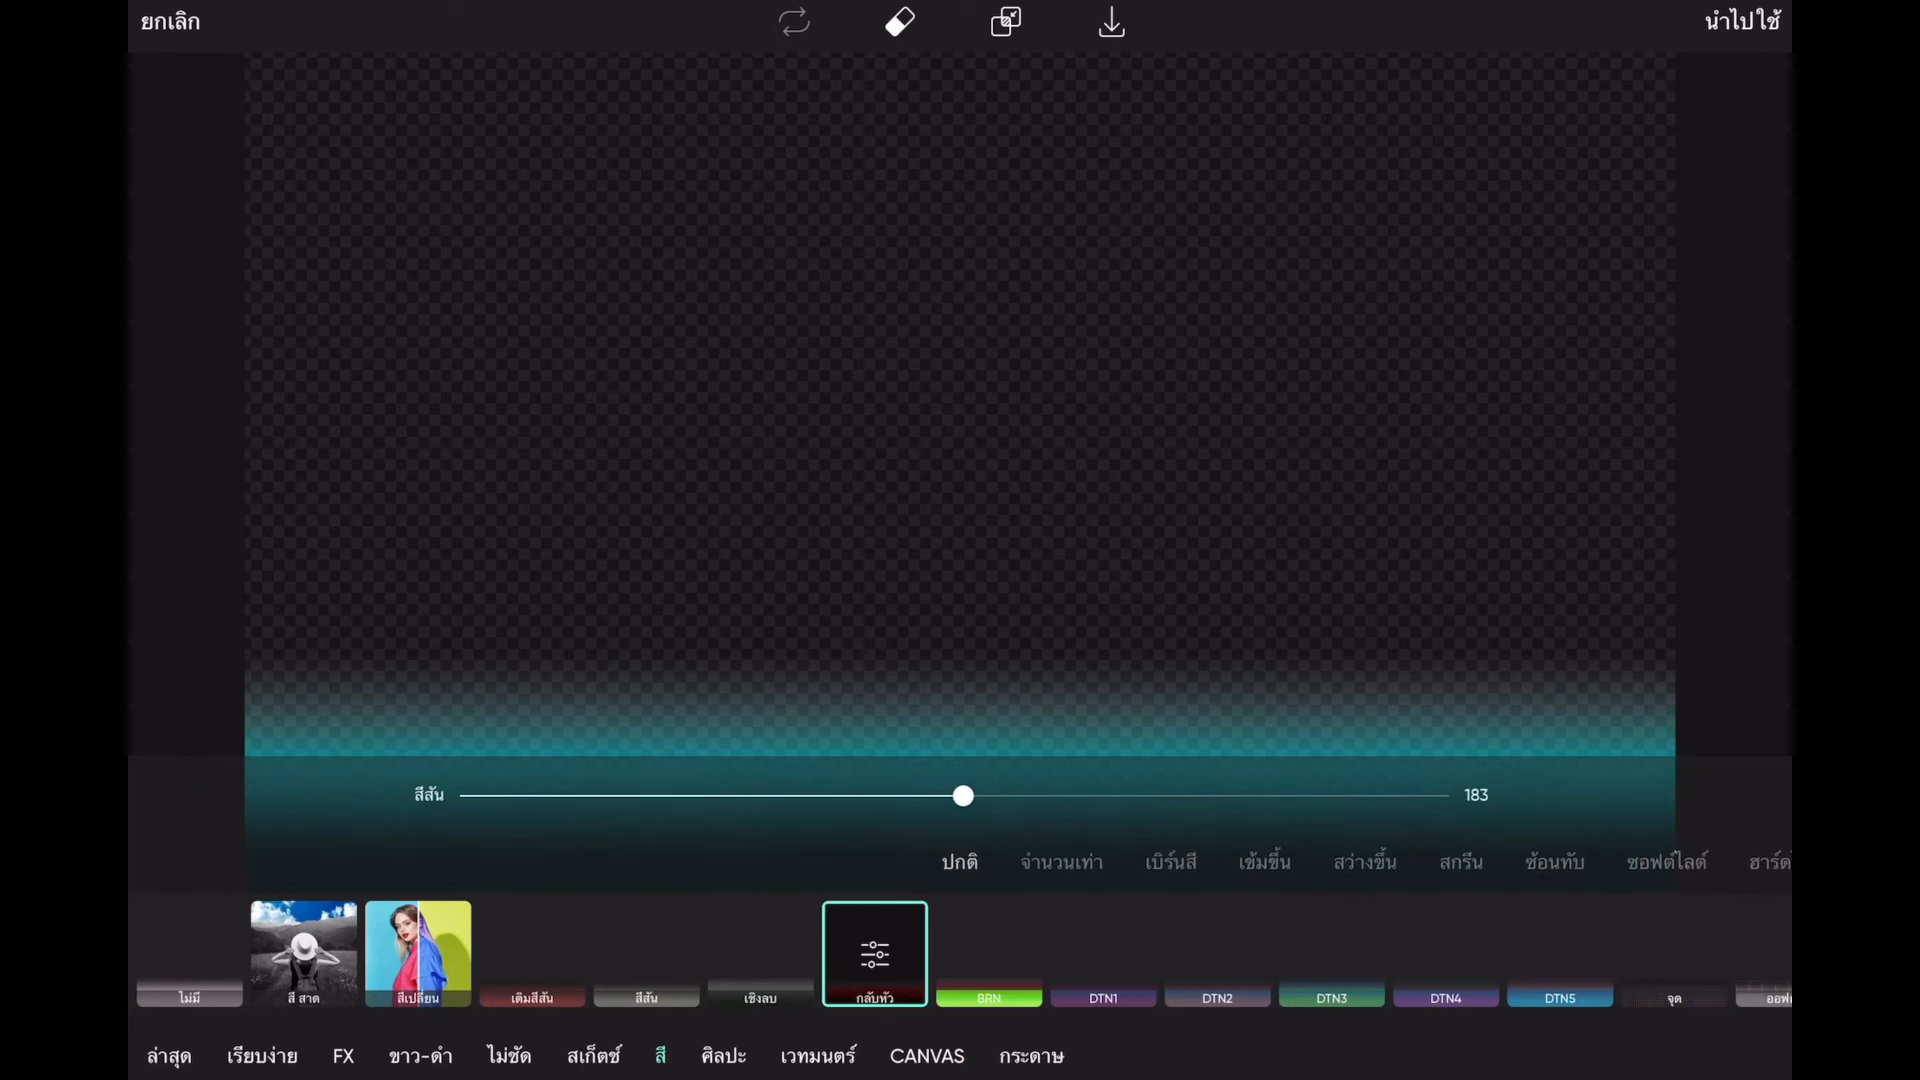 ยกเลิก
นำไปใช้
สีสัน 183
ปกติ จำนวนเท่า เบิร์นสี เข้มขึ้น สว่างขึ้น สกรีน ซ้อนทับ ซอฟต์ไลต์
ไม่มี สี สาด สีเปลี่ยน เติมสีสัน สีสัน เชิงลบ กลับหัว BRN DTN1 DTN2 DTN3 DTN4 DTN5 จุด
ล่าสุด เรียบง่าย FX ขาว-ดำ ไม่ชัด สเก็ตช์ สี ศิลปะ เวทมนตร์ CANVAS กระดาษ